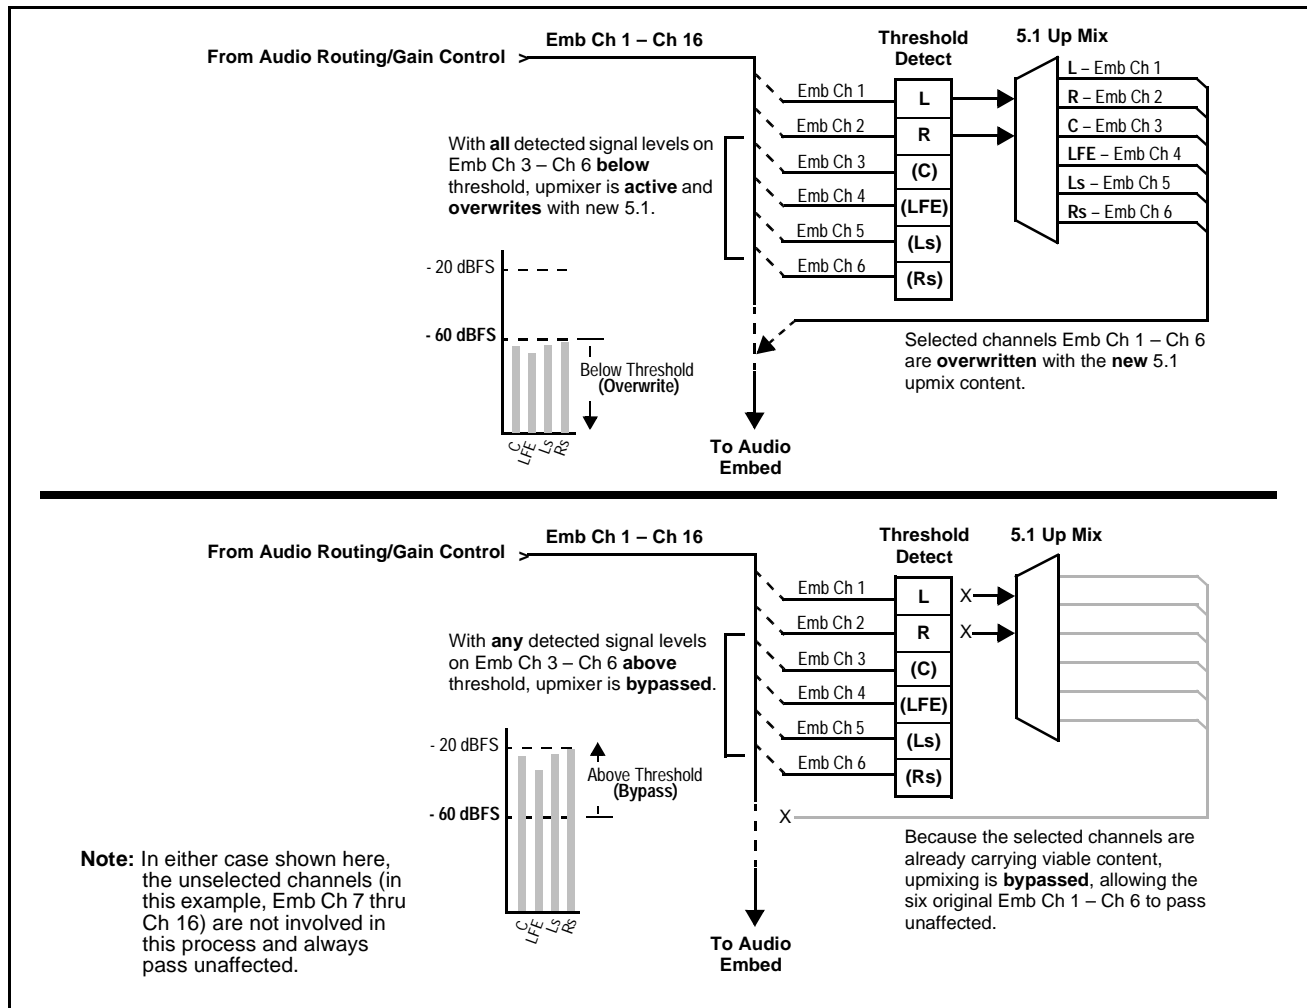 Emb Ch 1 – Ch 16
From Audio Routing/Gain Control
Threshold
Detect
5.1 Up Mix
Emb Ch 1
Emb Ch 2
Emb Ch 3
Emb Ch 4
Emb Ch 5
Emb Ch 6
L
R
(C)
(LFE)
(Ls)
(Rs)
L – Emb Ch 1
R – Emb Ch 2
C – Emb Ch 3
LFE – Emb Ch 4
Ls – Emb Ch 5
Rs – Emb Ch 6
With all detected signal levels on
Emb Ch 3 – Ch 6 below
threshold, upmixer is active and
overwrites with new 5.1.
- 20 dBFS
- 60 dBFS
Below Threshold
(Overwrite)
C
LFE
Ls
Rs
Selected channels Emb Ch 1 – Ch 6
are overwritten with the new 5.1
upmix content.
To Audio
Embed
Emb Ch 1 – Ch 16
From Audio Routing/Gain Control
Threshold
Detect
5.1 Up Mix
Emb Ch 1
Emb Ch 2
Emb Ch 3
Emb Ch 4
Emb Ch 5
Emb Ch 6
L
R
(C)
(LFE)
(Ls)
(Rs)
X
X
With any detected signal levels
on Emb Ch 3 – Ch 6 above
threshold, upmixer is bypassed.
- 20 dBFS
- 60 dBFS
Above Threshold
(Bypass)
C
LFE
Ls
Rs
X
Because the selected channels are
already carrying viable content,
upmixing is bypassed, allowing the
six original Emb Ch 1 – Ch 6 to pass
unaffected.
To Audio
Embed
Note: In either case shown here,
the unselected channels (in
this example, Emb Ch 7 thru
Ch 16) are not involved in
this process and always
pass unaffected.